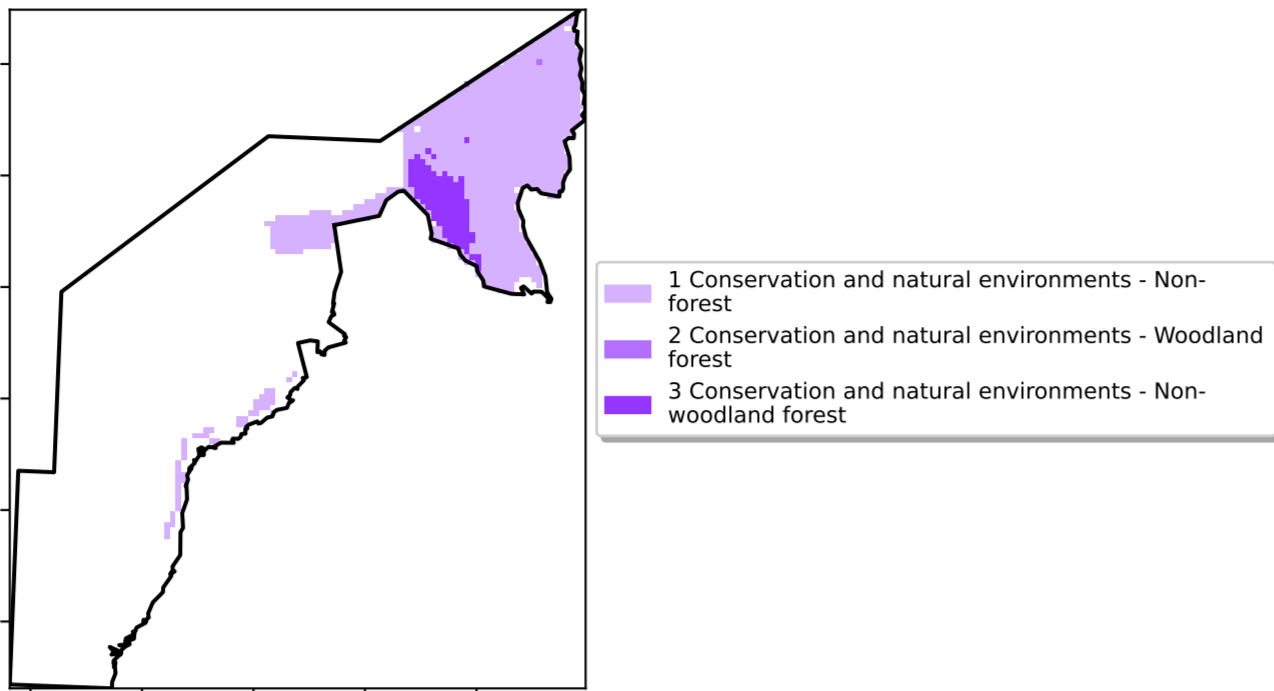 1 Conservation and natural environments - Non-
forest
2 Conservation and natural environments - Woodland
forest
3 Conservation and natural environments - Non-
woodland forest